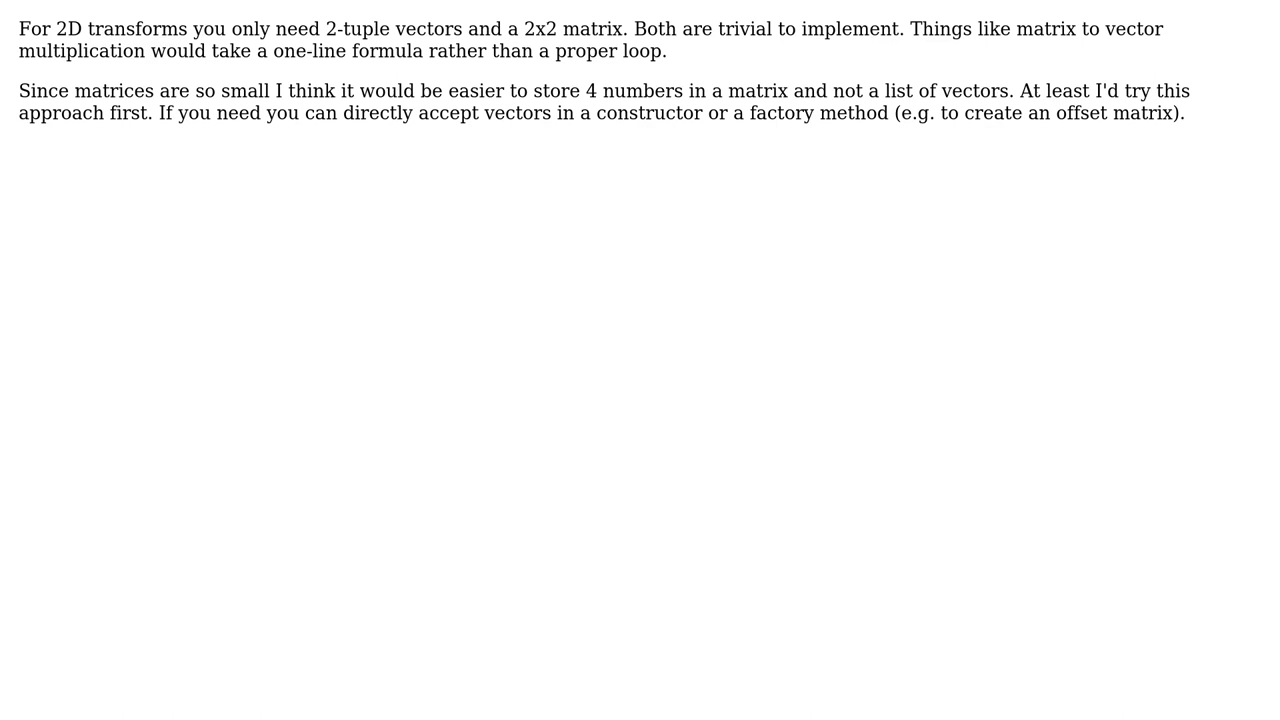 For 2D transforms you only need 2-tuple vectors and a 2x2 matrix. Both are trivial to implement. Things like matrix to vector
multiplication would take a one-line formula rather than a proper loop.
Since matrices are so small I think it would be easier to store 4 numbers in a matrix and not a list of vectors. At least I'd try this
approach first. If you need you can directly accept vectors in a constructor or a factory method (e.g. to create an offset matrix).